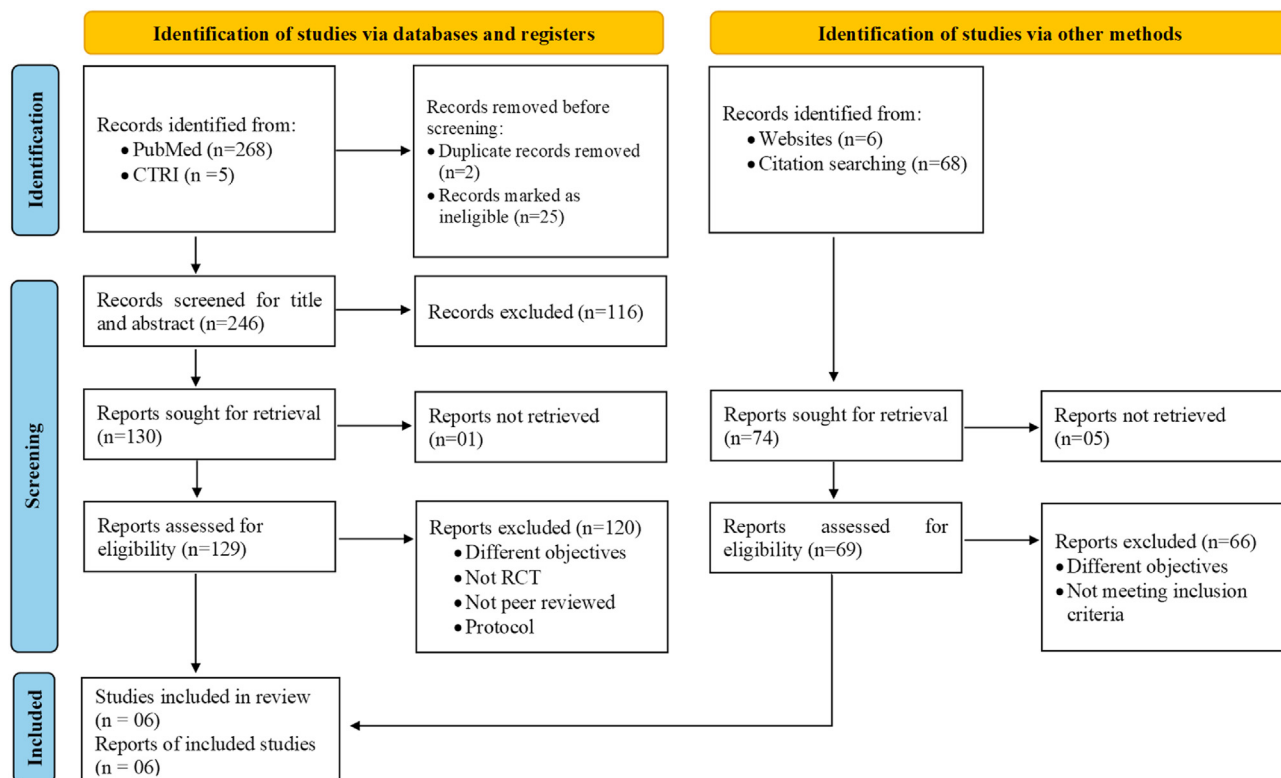 Identification of studies via databases and registers
Identification of studies via other methods
Identification
Records identified from:
• PubMed (n=268)
• CTRI (n =5)
Records removed before
screening:
• Duplicate records removed
(n=2)
• Records marked as
ineligible (n=25)
Records identified from:
• Websites (n=6)
• Citation searching (n=68)
Screening
Records screened for title
and abstract (n=246)
Records excluded (n=116)
Reports sought for retrieval
(n=130)
Reports not retrieved
(n=01)
Reports sought for retrieval
(n=74)
Reports not retrieved
(n=05)
Reports assessed for
eligibility (n=129)
Reports excluded (n=120)
• Different objectives
• Not RCT
• Not peer reviewed
• Protocol
Reports assessed for
eligibility (n=69)
Reports excluded (n=66)
• Different objectives
• Not meeting inclusion
criteria
Included
Studies included in review
(n = 06)
Reports of included studies
(n = 06)